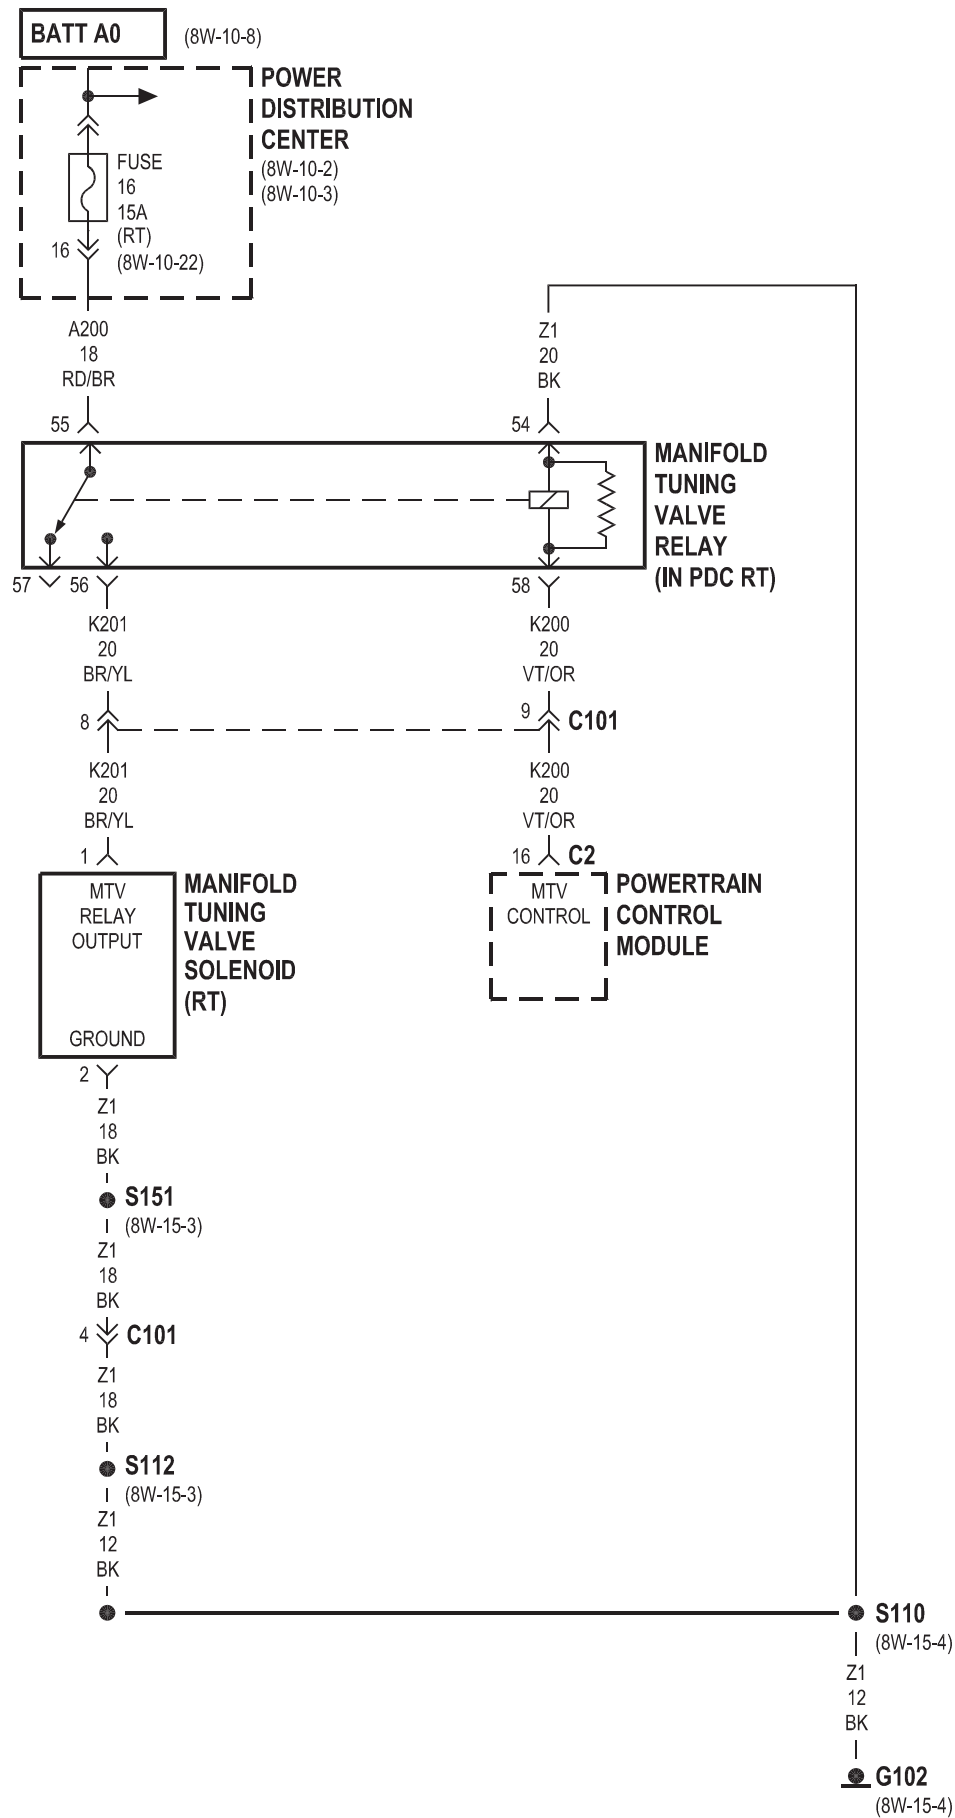 BATT A0
(8W-10-8)
POWER
DISTRIBUTION
CENTER
(8W-10-2)
(8W-10-3)
FUSE
16
15A
(RT)
(8W-10-22)
16
A200
18
RD/BR
55
Z1
20
BK
54
MANIFOLD
TUNING
VALVE
RELAY
(IN PDC RT)
57
56
58
K201
20
BR/YL
K200
20
VT/OR
8
9
C101
K201
20
BR/YL
K200
20
VT/OR
1
16
C2
MTV
RELAY
OUTPUT
GROUND
MANIFOLD
TUNING
VALVE
SOLENOID
(RT)
MTV
CONTROL
POWERTRAIN
CONTROL
MODULE
2
Z1
18
BK
S151
(8W-15-3)
Z1
18
BK
4
C101
Z1
18
BK
S112
(8W-15-3)
Z1
12
BK
S110
(8W-15-4)
Z1
12
BK
G102
(8W-15-4)